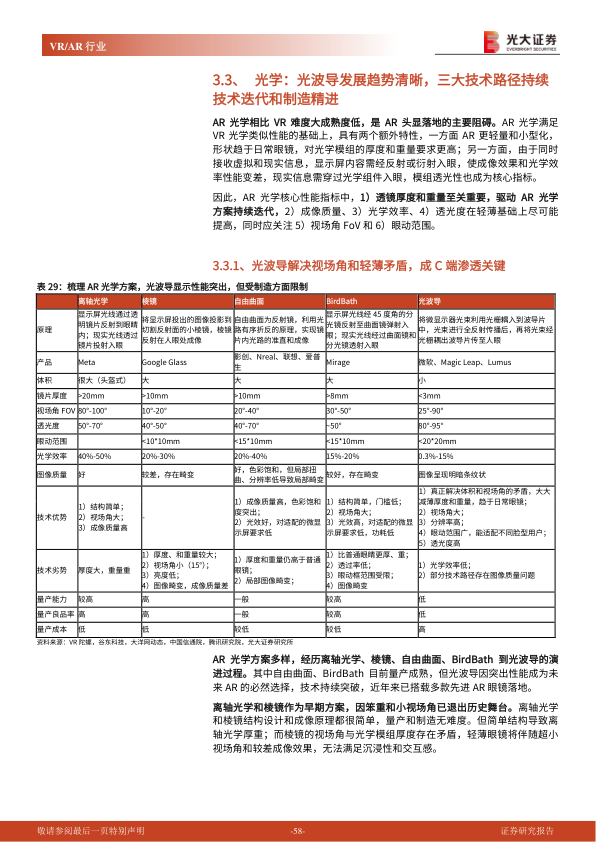 VR/AR 行业
光大证券
EVERBRIGHT SECURITIES
3.3、 光学：光波导发展趋势清晰，三大技术路径持续
技术迭代和制造精进
AR 光学相比 VR 难度大成熟度低，是 AR 头显落地的主要阻碍。AR 光学满足
VR 光学类似性能的基础上，具有两个额外特性，一方面 AR 更轻量和小型化，
形状趋于日常眼镜，对光学模组的厚度和重量要求更高；另一方面，由于同时
接收虚拟和现实信息，显示屏内容需经反射或衍射入眼，使成像效果和光学效
率性能变差，现实信息需穿过光学组件入眼，模组透光性也成为核心指标。
因此，AR 光学核心性能指标中，1）透镜厚度和重量至关重要，驱动 AR 光学
方案持续迭代，2）成像质量、3）光学效率、4）透光度在轻薄基础上尽可能
提高，同时应关注 5）视场角 FoV 和 6）眼动范围。
3.3.1、光波导解决视场角和轻薄矛盾，成 C 端渗透关键
表 29：梳理 AR 光学方案，光波导显示性能突出，但受制造方面限制
离轴光学 棱镜 自由曲面 BirdBath 光波导
原理 显示屏光线通过透明镜片反射到眼睛内；现实光线透过镜片投射入眼 将显示屏投出的图像投影到切割反射面的小棱镜，棱镜反射在人眼处成像 自由曲面为反射镜，利用光路有序折反的原理，实现镜片内光路的准直和成像 显示屏光线经 45 度角的分光镜反射至曲面镜弹射入眼；现实光线经过曲面镜和分光镜透射入眼 将微显示器光束利用光栅耦入到波导片中，光束进行全反射传播后，再将光束经光栅耦出波导片传至人眼
产品 Meta Google Glass 影创、Nreal、联想、爱普生 Mirage 微软、Magic Leap、Lumus
体积 很大（头盔式） 大 大 大 小
镜片厚度 >20mm >10mm >10mm >8mm <3mm
视场角 FOV 80°-100° 10°-20° 20°-40° 30°-50° 25°-90°
透光度 50°-70° 40°-50° 40°-70° ~50° 80°-95°
眼动范围 <10*10mm <15*10mm <15*10mm <20*20mm
光学效率 40%-50% 20%-30% 20%-40% 15%-20% 0.3%-15%
图像质量 好 较差，存在畸变 好，色彩饱和，但局部扭曲、分辨率低导致局部畸变 较好，存在畸变 图像呈现明暗条纹状
技术优势 1）结构简单；2）视场角大；3）成像质量高 - 1）成像质量高，色彩饱和度突出；2）光效好，对适配的微显示屏要求低 1）结构简单，门槛低；2）视场角大；3）光效高，对适配的微显示屏要求低，功耗低 1）真正解决体积和视场角的矛盾，大大减薄厚度和重量，趋于日常眼镜；2）视场角大；3）分辨率高；4）眼动范围广，能适配不同脸型用户；5）透光度高
技术劣势 厚度大，重量重 1）厚度、和重量较大；2）视场角小（15°）；3）亮度低；4）图像畸变，成像质量差 1）厚度和重量仍高于普通眼镜；2）局部图像畸变； 1）比普通眼睛更厚、重；2）透过率低；3）眼动框范围受限；4）图像畸变 1）光学效率低；2）部分技术路径存在图像质量问题
量产能力 较高 高 一般 较高 低
量产良品率 高 高 一般 较高 低
量产成本 低 低 较低 较低 高
资料来源：VR 陀螺，谷东科技，大洋网动态，中国信通院，腾讯研究院，光大证券研究所
AR 光学方案多样，经历离轴光学、棱镜、自由曲面、BirdBath 到光波导的演
进过程。其中自由曲面、BirdBath 目前量产成熟，但光波导因突出性能成为未
来 AR 的必然选择，技术持续突破，近年来已搭载多款先进 AR 眼镜落地。
离轴光学和棱镜作为早期方案，因笨重和小视场角已退出历史舞台。离轴光学
和棱镜结构设计和成像原理都很简单，量产和制造无难度。但简单结构导致离
轴光学厚重；而棱镜的视场角与光学模组厚度存在矛盾，轻薄眼镜将伴随超小
视场角和较差成像效果，无法满足沉浸性和交互感。
敬请参阅最后一页特别声明 -58- 证券研究报告